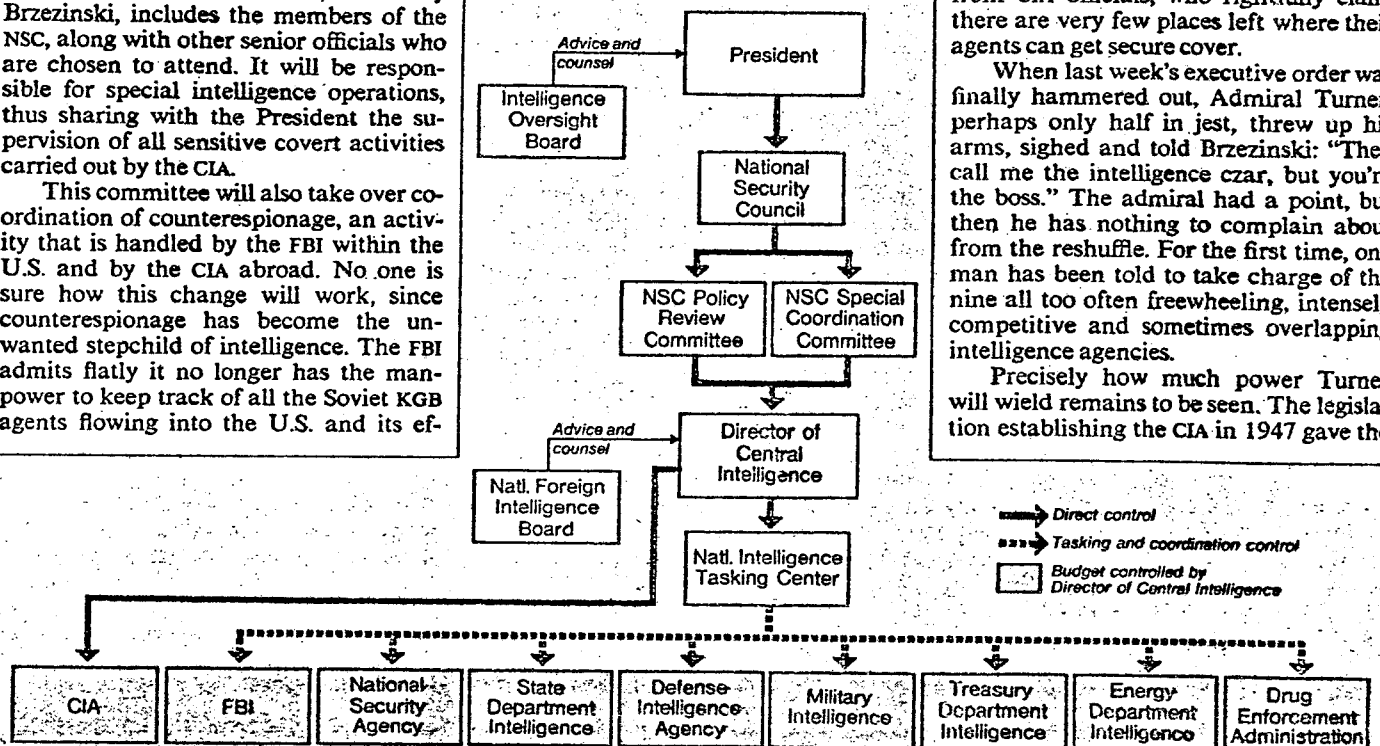 Brzezinski, includes the members of the
NSC, along with other senior officials who
are chosen to attend. It will be respon-
sible for special intelligence operations,
thus sharing with the President the su-
pervision of all sensitive covert activities
carried out by the CIA.
This committee will also take over co-
ordination of counterespionage, an activ-
ity that is handled by the FBI within the
U.S. and by the CIA abroad. No one is
sure how this change will work, since
counterespionage has become the un-
wanted stepchild of intelligence. The FBI
admits flatly it no longer has the man-
power to keep track of all the Soviet KGB
agents flowing into the U.S. and its ef-
President
Advice and
counsel
Intelligence
Oversight
Board
National
Security
Council
NSC Policy
Review
Committee
NSC Special
Coordination
Committee
Director of
Central
Intelligence
Advice and
counsel
Natl. Foreign
Intelligence
Board
Natl. Intelligence
Tasking Center
there are very few places left where thei
agents can get secure cover.
When last week's executive order wa
finally hammered out, Admiral Turne
perhaps only half in jest, threw up hi
arms, sighed and told Brzezinski: "The
call me the intelligence czar, but you'r
the boss." The admiral had a point, bu
then he has nothing to complain abou
from the reshuffle. For the first time, on
man has been told to take charge of th
nine all too often freewheeling, intensel
competitive and sometimes overlappin
intelligence agencies.
Precisely how much power Turne
will wield remains to be seen. The legisla
tion establishing the CIA in 1947 gave the
Direct control
Tasking and coordination control
Budget controlled by
Director of Central Intelligence
CIA
FBI
National
Security
Agency
State
Department
Intelligence
Defense
Intelligence
Agency
Military
Intelligence
Treasury
Department
Intelligence
Energy
Department
Intelligence
Drug
Enforcement
Administration